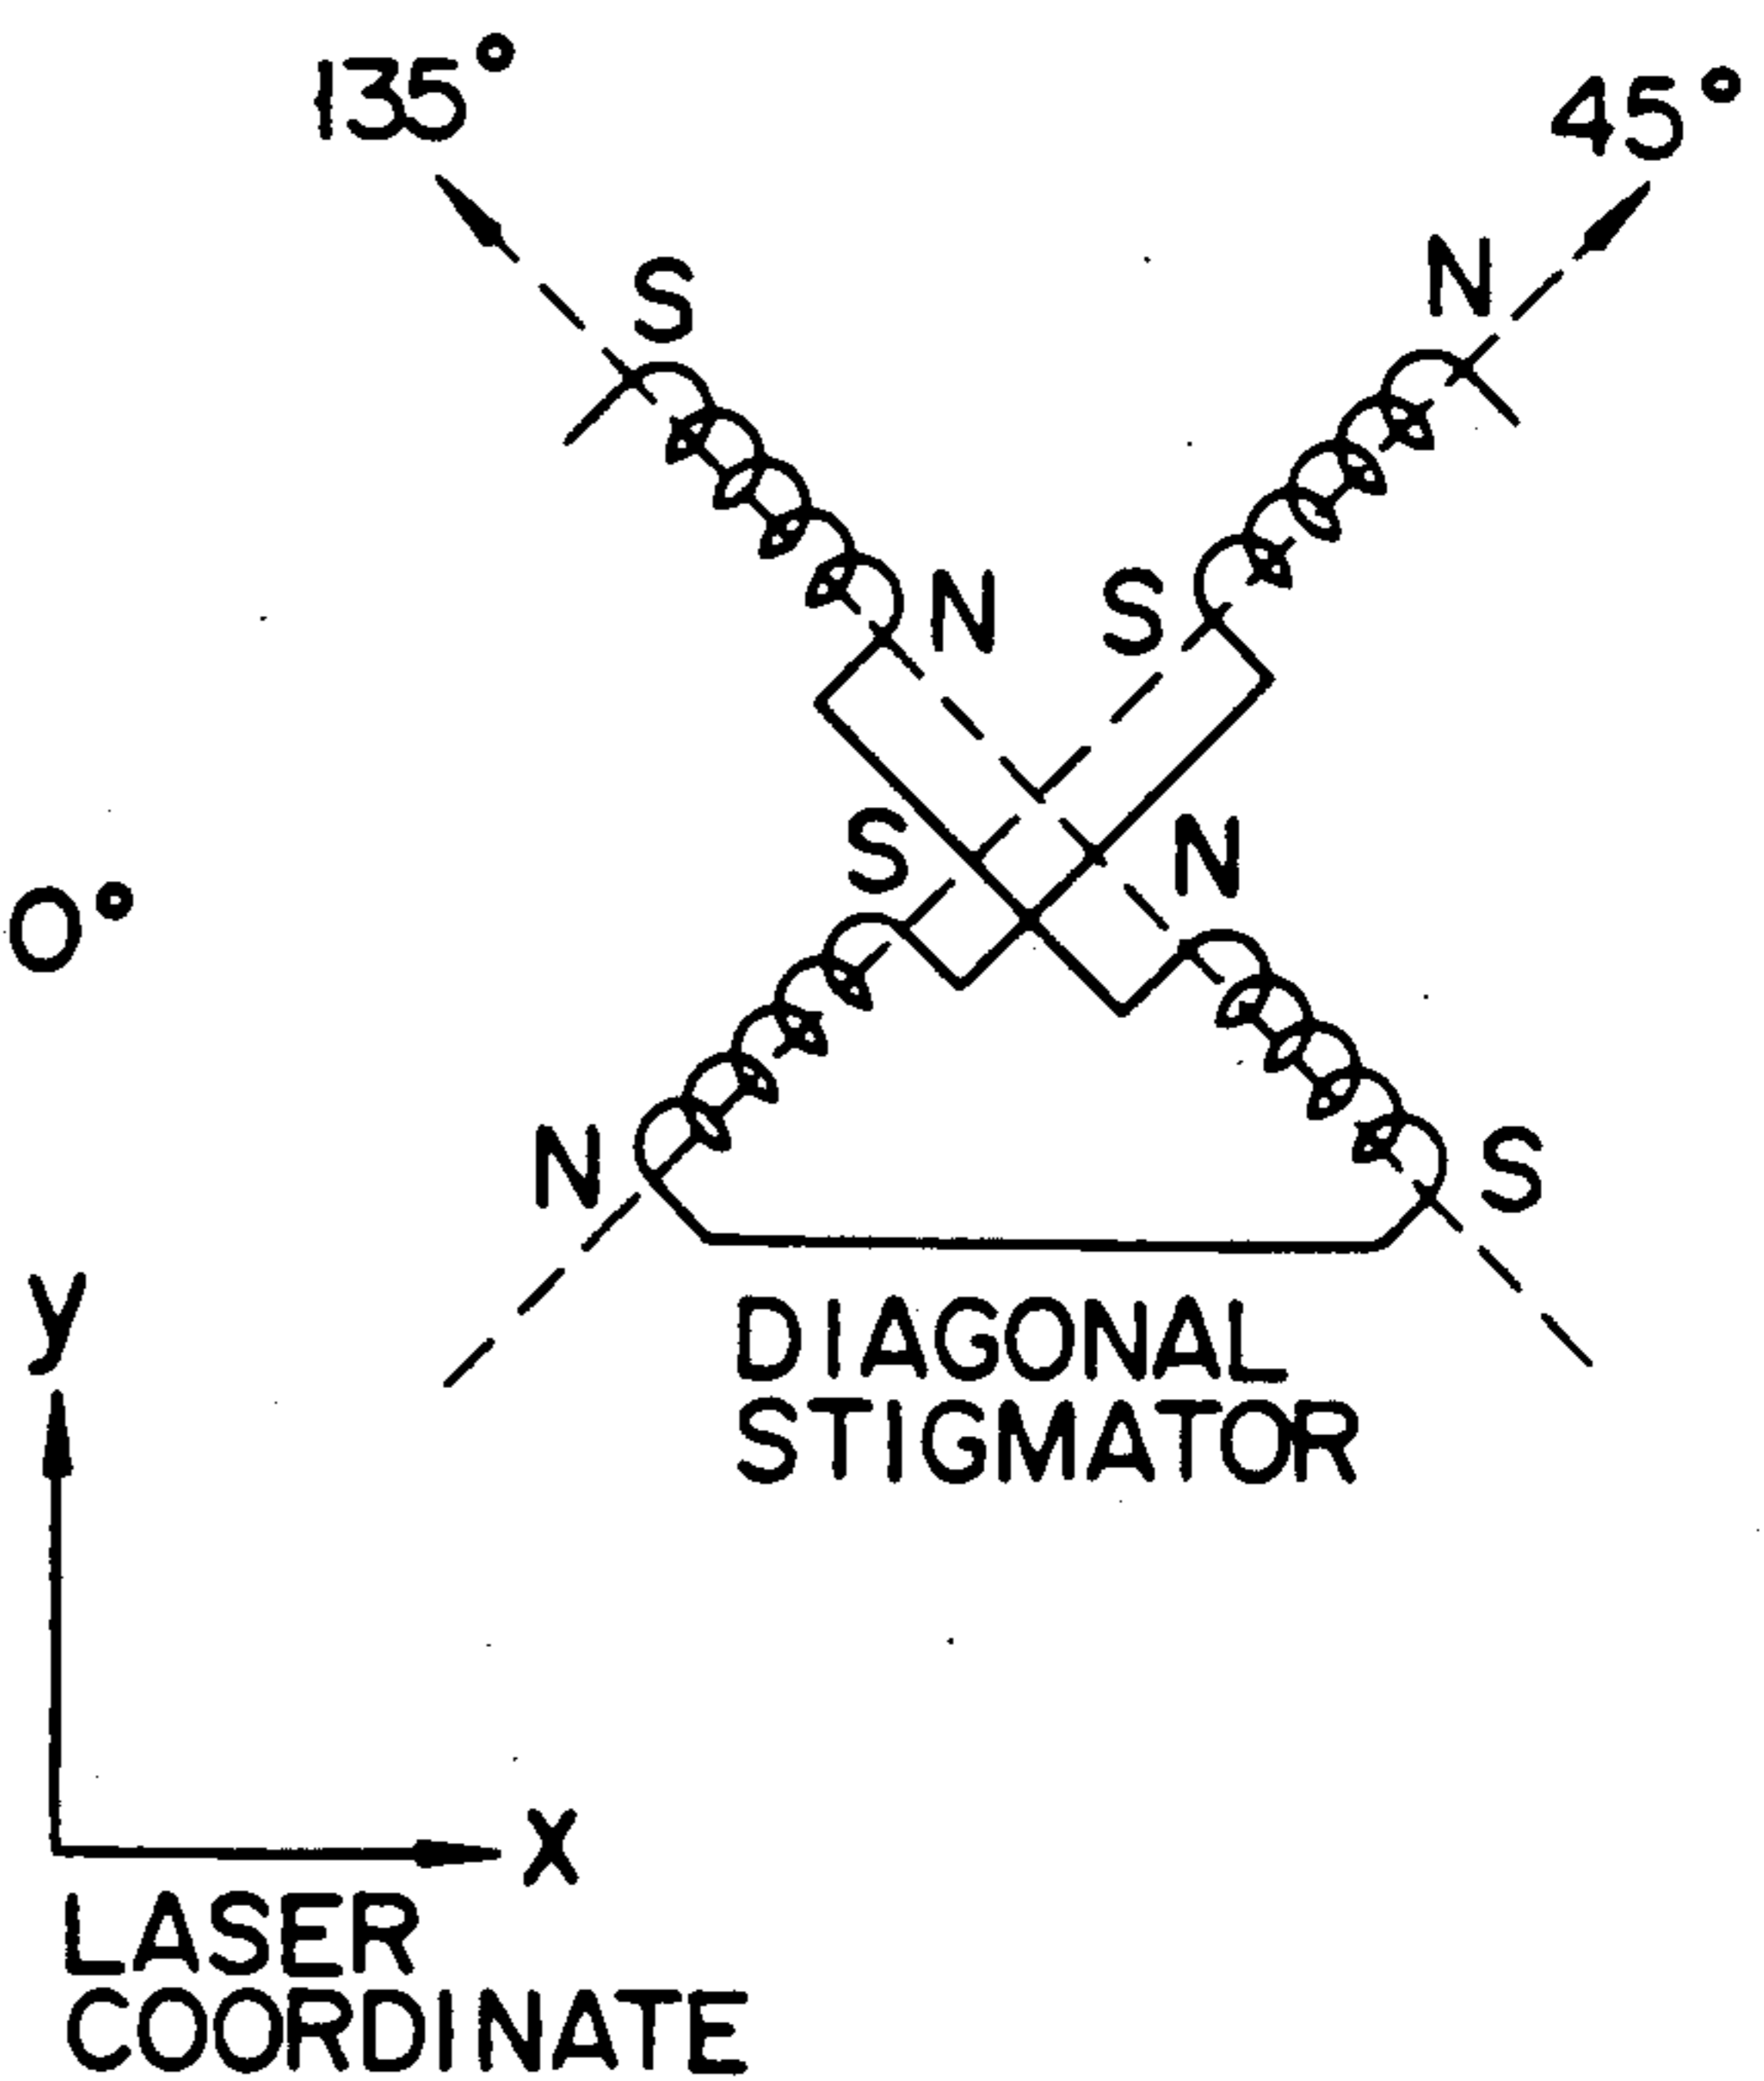 135°
45°
S
N
N
S
S
N
0°
N
S
y
DIAGONAL
STIGMATOR
X
LASER
COORDINATE